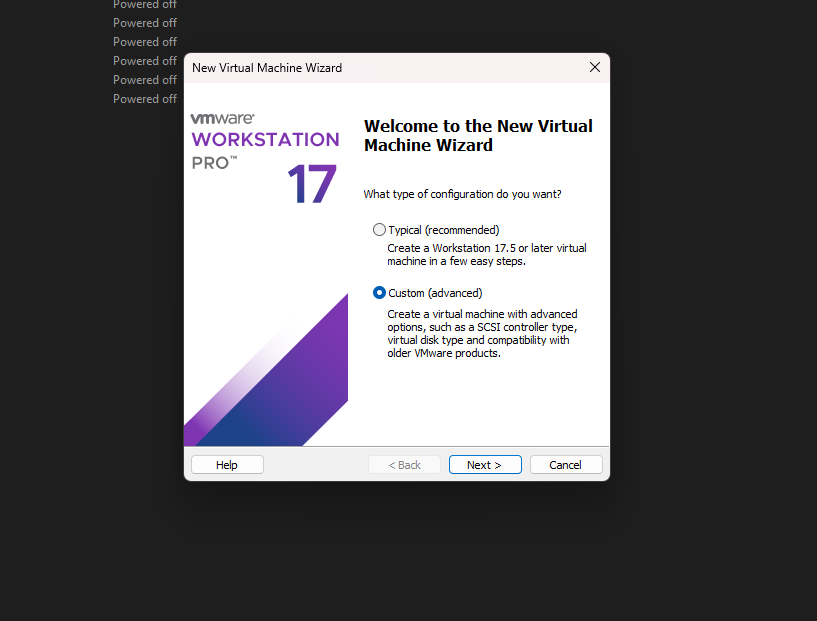 Powered off
Powered off
Powered off
Powered off
Powered off
Powered off
New Virtual Machine Wizard
vmware®
WORKSTATION
PRO™
17
Welcome to the New Virtual
Machine Wizard
What type of configuration do you want?
Typical (recommended)
Create a Workstation 17.5 or later virtual
machine in a few easy steps.
Custom (advanced)
Create a virtual machine with advanced
options, such as a SCSI controller type,
virtual disk type and compatibility with
older VMware products.
Help
< Back
Next >
Cancel